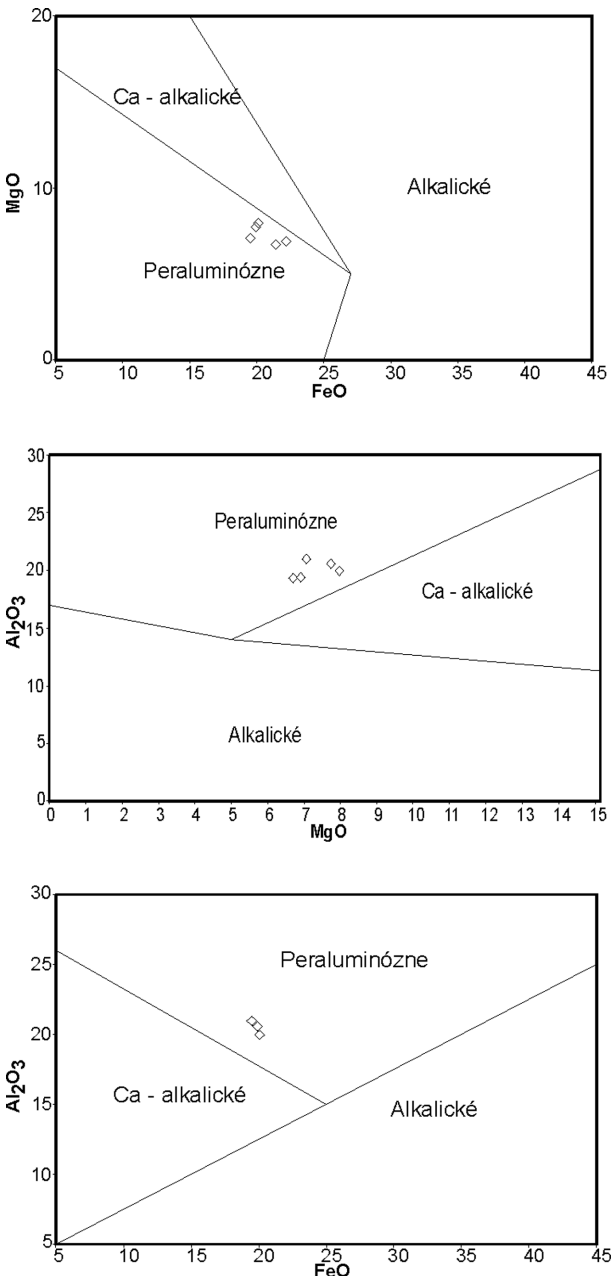 20
Ca - alkalické
MgO
10
Alkalické
Peraluminózne
0
5 10 15 20 25 30 35 40 45
FeO
30
Peraluminózne
25
20
Ca - alkalické
Al2O3
15
10
Alkalické
5
0
0 1 2 3 4 5 6 7 8 9 10 11 12 13 14 15
MgO
30
Peraluminózne
25
20
Al2O3
Ca - alkalické
Alkalické
15
10
5
5 10 15 20 25 30 35 40 45
FeO